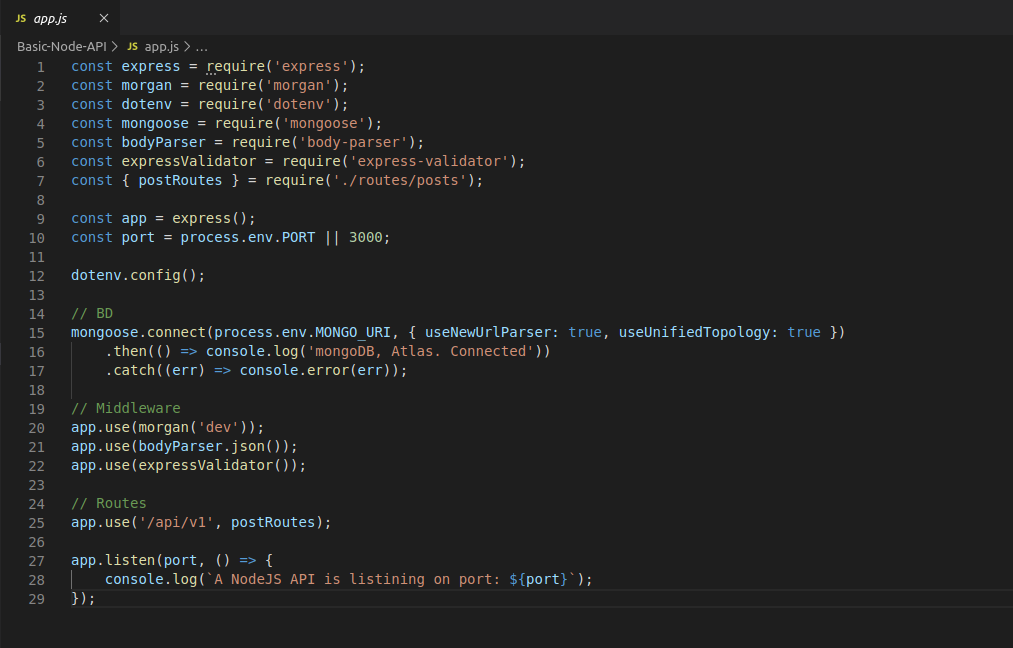 JS app.js ×
Basic-Node-API > JS app.js > ...
1 const express = require('express');
2 const morgan = require('morgan');
3 const dotenv = require('dotenv');
4 const mongoose = require('mongoose');
5 const bodyParser = require('body-parser');
6 const expressValidator = require('express-validator');
7 const { postRoutes } = require('./routes/posts');
8
9 const app = express();
10 const port = process.env.PORT || 3000;
11
12 dotenv.config();
13
14 // BD
15 mongoose.connect(process.env.MONGO_URI, { useNewUrlParser: true, useUnifiedTopology: true })
16     .then(() => console.log('mongoDB, Atlas. Connected'))
17     .catch((err) => console.error(err));
18
19 // Middleware
20 app.use(morgan('dev'));
21 app.use(bodyParser.json());
22 app.use(expressValidator());
23
24 // Routes
25 app.use('/api/v1', postRoutes);
26
27 app.listen(port, () => {
28     console.log(`A NodeJS API is listining on port: ${port}`);
29 });